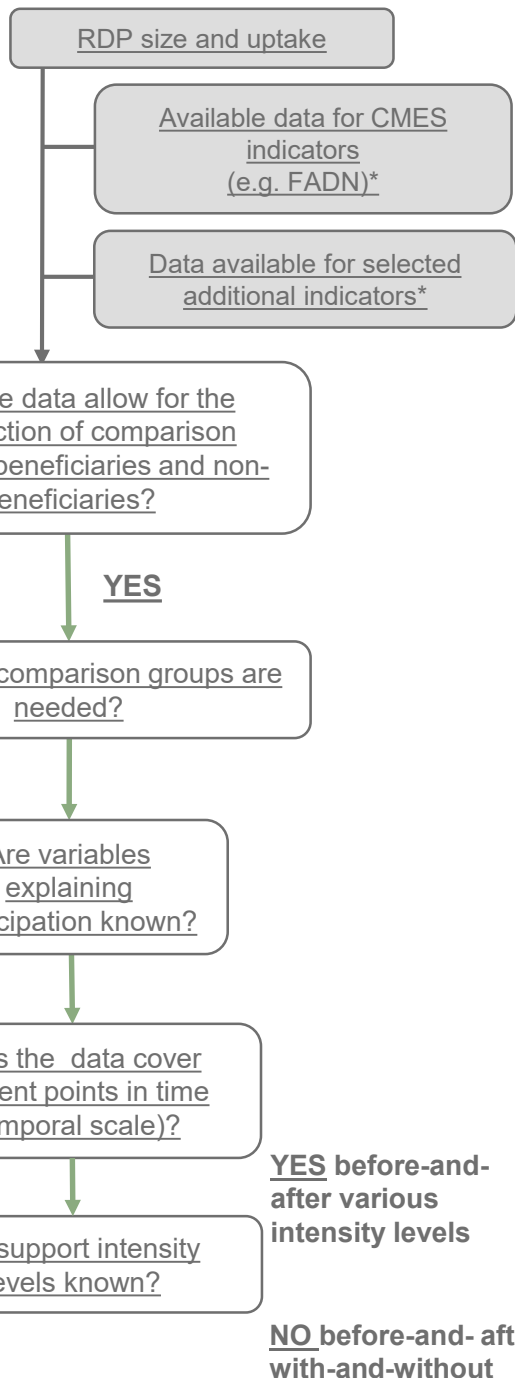 RDP size and uptake
Available data for CMES
indicators
(e.g. FADN)*
Data available for selected
additional indicators*
e data allow for the
ction of comparison
beneficiaries and non-
eneficiaries?
YES
comparison groups are
needed?
Are variables
explaining
cipation known?
s the data cover
ent points in time
mporal scale)?
YES before-and-
after various
intensity levels
support intensity
evels known?
NO before-and- aft
with-and-without